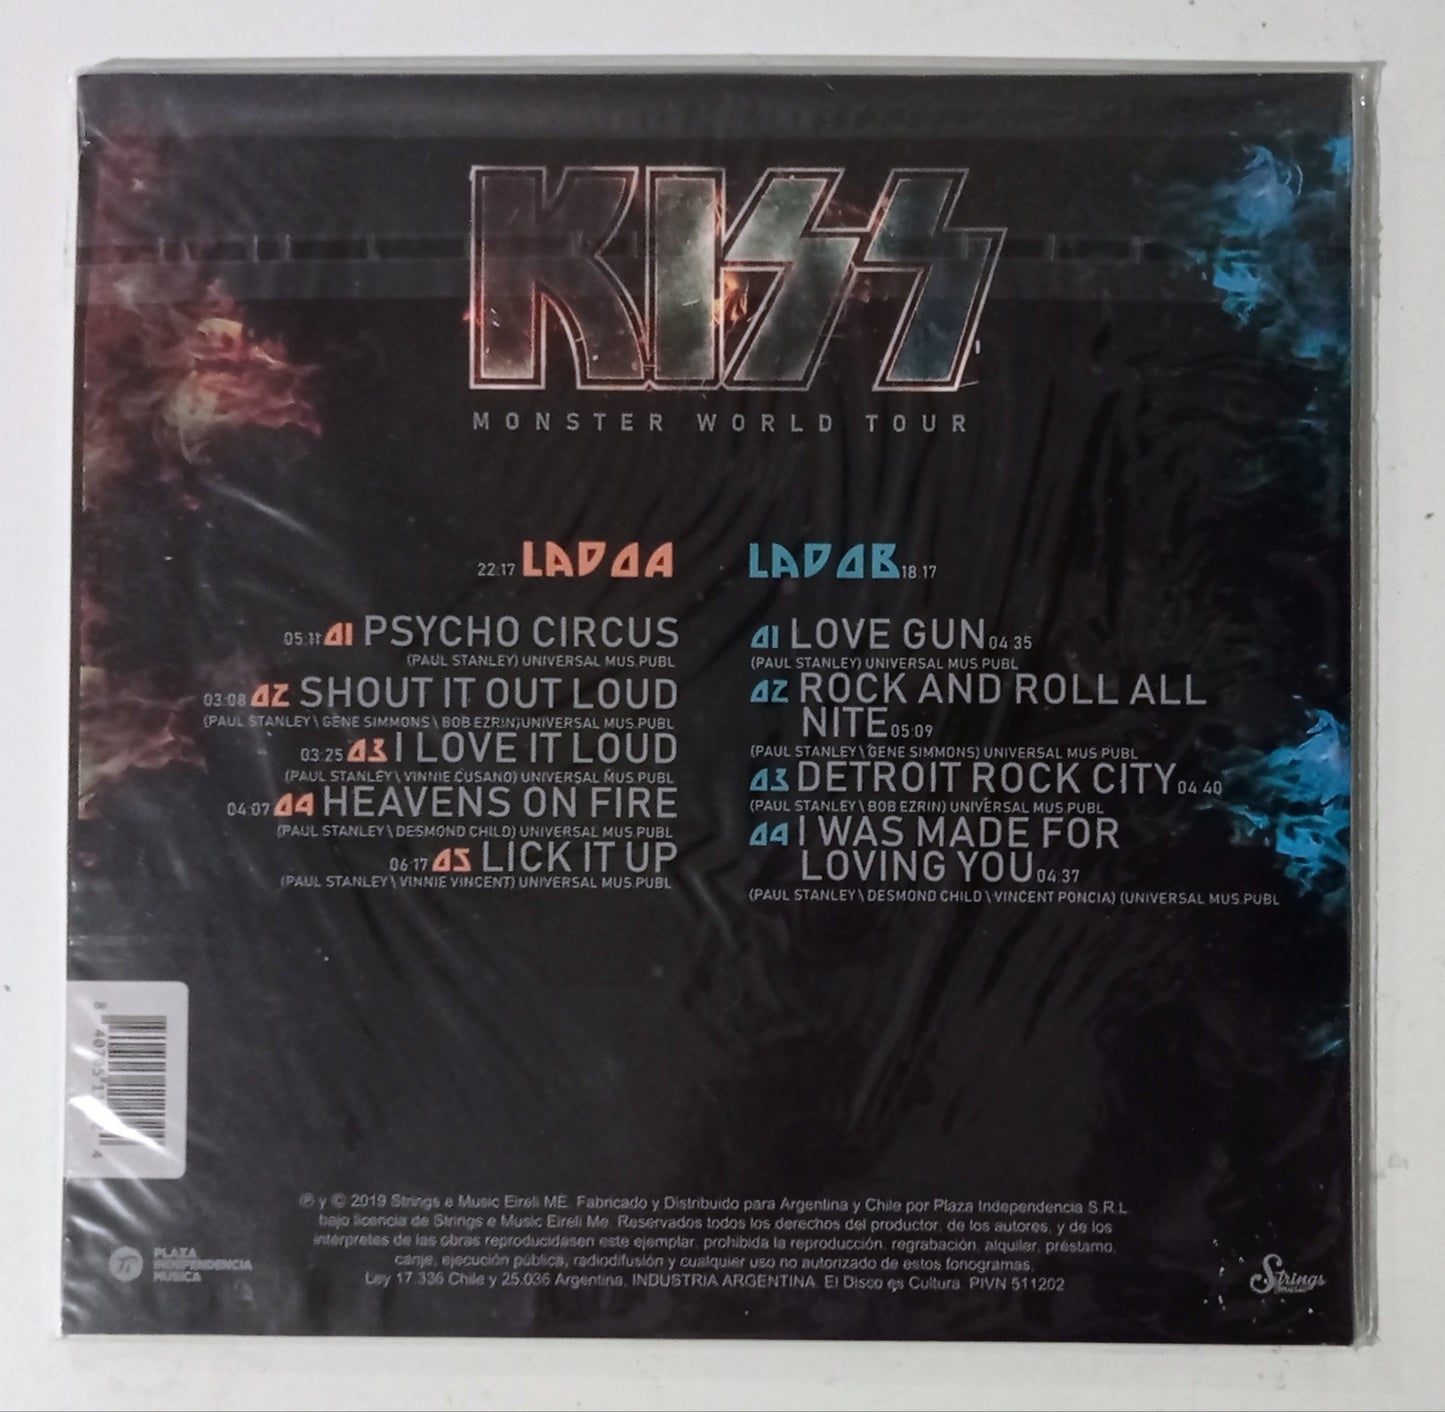 KISS
MONSTER WORLD TOUR
22:17 LADO A
05:11 01 PSYCHO CIRCUS
(PAUL STANLEY) UNIVERSAL MUS.PUBL
03:08 02 SHOUT IT OUT LOUD
(PAUL STANLEY \ GENE SIMMONS \ BOB EZRIN)UNIVERSAL MUS.PUBL
03:25 03 I LOVE IT LOUD
(PAUL STANLEY \ VINNIE CUSANO) UNIVERSAL MUS.PUBL
04:07 04 HEAVENS ON FIRE
(PAUL STANLEY \ DESMOND CHILD) UNIVERSAL MUS.PUBL
06:17 05 LICK IT UP
(PAUL STANLEY \ VINNIE VINCENT) UNIVERSAL MUS.PUBL
LADO B 18:17
01 LOVE GUN 04:35
(PAUL STANLEY) UNIVERSAL MUS.PUBL
02 ROCK AND ROLL ALL
NITE 05:09
(PAUL STANLEY \ GENE SIMMONS) UNIVERSAL MUS.PUBL
03 DETROIT ROCK CITY 04:40
(PAUL STANLEY \ BOB EZRIN) UNIVERSAL MUS.PUBL
04 I WAS MADE FOR
LOVING YOU 04:37
(PAUL STANLEY \ DESMOND CHILD \ VINCENT PONCIA) (UNIVERSAL MUS.PUBL
℗ y © 2019 Strings e Music Eireli ME. Fabricado y Distribuido para Argentina y Chile por Plaza Independencia S.R.L.
bajo licencia de Strings e Music Eireli Me. Reservados todos los derechos del productor, de los autores, y de los
intérpretes de las obras reproducidasen este ejemplar, prohibida la reproducción, regrabación, alquiler, préstamo,
canje, ejecución pública, radiodifusión y cualquier uso no autorizado de estos fonogramas.
Ley 17.336 Chile y 25.036 Argentina. INDUSTRIA ARGENTINA. El Disco es Cultura. PIVN 511202
PLAZA
INDEPENDENCIA
MUSICA
Strings
music